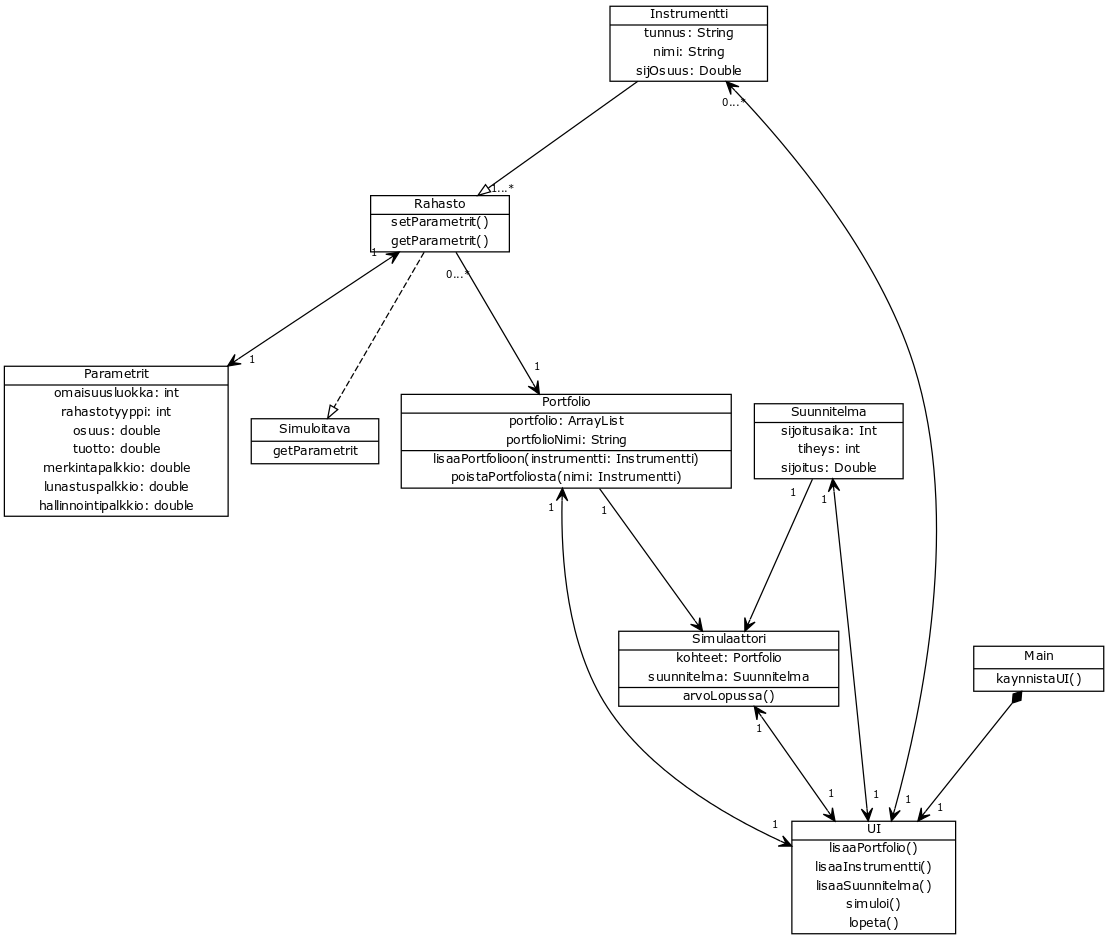 Instrumentti
tunnus: String
nimi: String
sijOsuus: Double
0...*
1...*
Rahasto
setParametrit()
getParametrit()
1
0...*
1
1
Parametrit
omaisuusluokka: int
rahastotyyppi: int
osuus: double
tuotto: double
merkintapalkkio: double
lunastuspalkkio: double
hallinnointipalkkio: double
Simuloitava
getParametrit
Portfolio
portfolio: ArrayList
portfolioNimi: String
lisaaPortfolioon(instrumentti: Instrumentti)
poistaPortfoliosta(nimi: Instrumentti)
Suunnitelma
sijoitusaika: Int
tiheys: int
sijoitus: Double
1
1
1
1
Simulaattori
kohteet: Portfolio
suunnitelma: Suunnitelma
arvoLopussa()
Main
kaynnistaUI()
1
1
1
1
1
1
UI
lisaaPortfolio()
lisaaInstrumentti()
lisaaSuunnitelma()
simuloi()
lopeta()